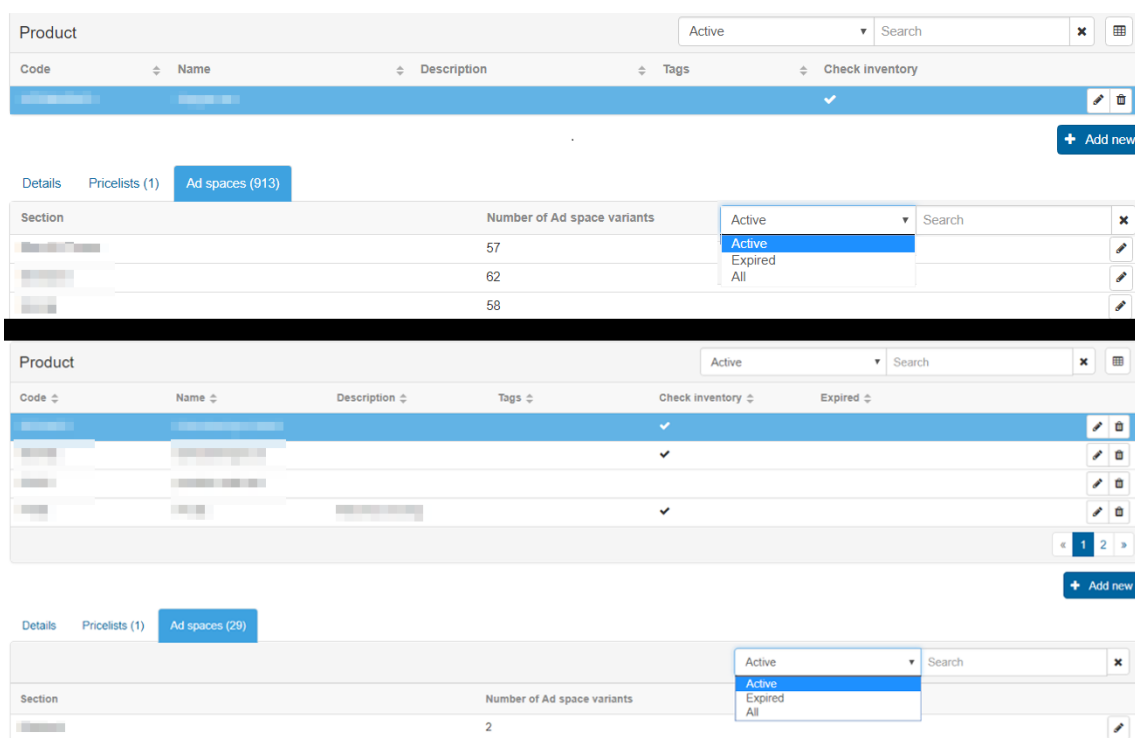 Product Active Search
Code Name Description Tags Check inventory
Add new
Details Pricelists (1) Ad spaces (913)
Section Number of Ad space variants Active Search
57 Active
Expired
62 All
58
Product Active Search
Code Name Description Tags Check inventory Expired
« 1 2 »
Add new
Details Pricelists (1) Ad spaces (29)
Active Search
Active
Section Number of Ad space variants Expired
All
2